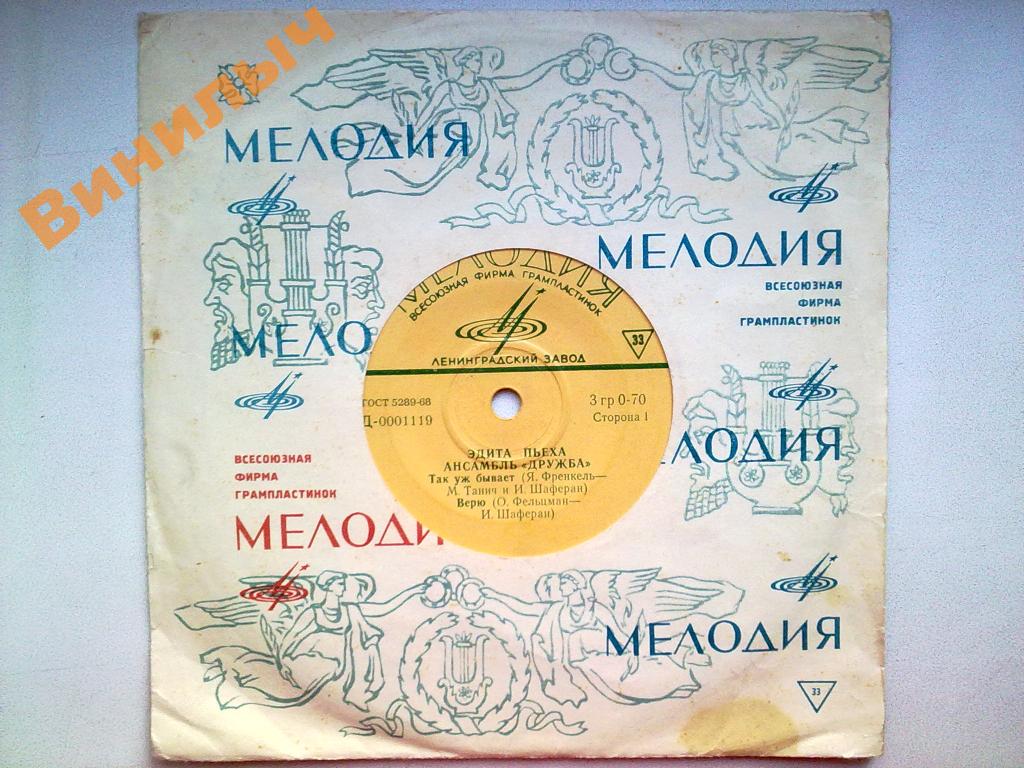 Винилыч
МЕЛОДИЯ
МЕЛОДИЯ
ВСЕСОЮЗНАЯ
ФИРМА
ГРАМПЛАСТИНОК
МЕЛО
МЕЛОДИЯ
ВСЕСОЮЗНАЯ ФИРМА ГРАМПЛАСТИНОК
33
ЛЕНИНГРАДСКИЙ ЗАВОД
ГОСТ 5289-68
3 гр 0-70
Д-0001119
Сторона 1
ЭДИТА ПЬЕХА
АНСАМБЛЬ «ДРУЖБА»
Так уж бывает (Я. Френкель—
М. Танич и И. Шаферан)
Верю (О. Фельцман—
И. Шаферан)
ЛОДИЯ
ВСЕСОЮЗНАЯ
ФИРМА
ГРАМПЛАСТИНОК
МЕЛОДИ
МЕЛОДИЯ
33